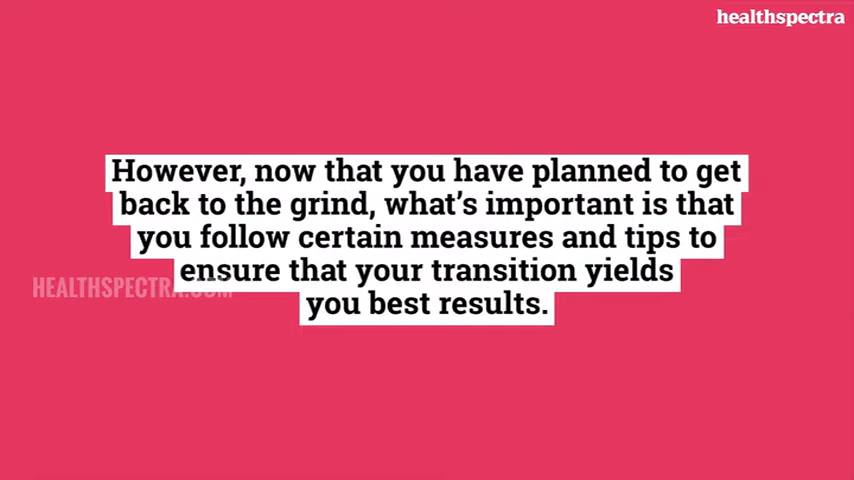 healthspectra
However, now that you have planned to get
back to the grind, what's important is that
you follow certain measures and tips to
ensure that your transition yields
HEALTHSPECTRA.COM
you best results.